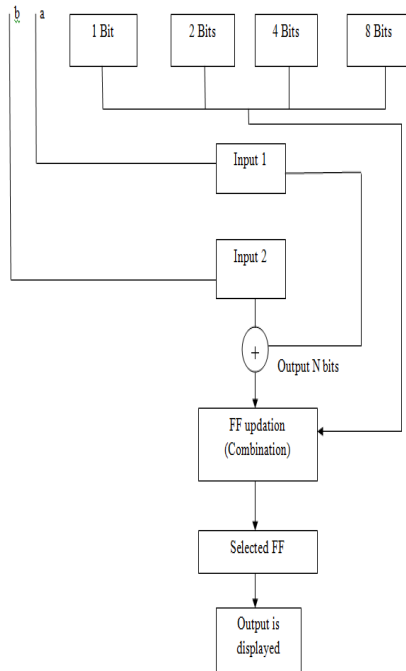 b a
1 Bit 2 Bits 4 Bits 8 Bits
Input 1
Input 2
+
Output N bits
FF updation
(Combination)
Selected FF
Output is
displayed